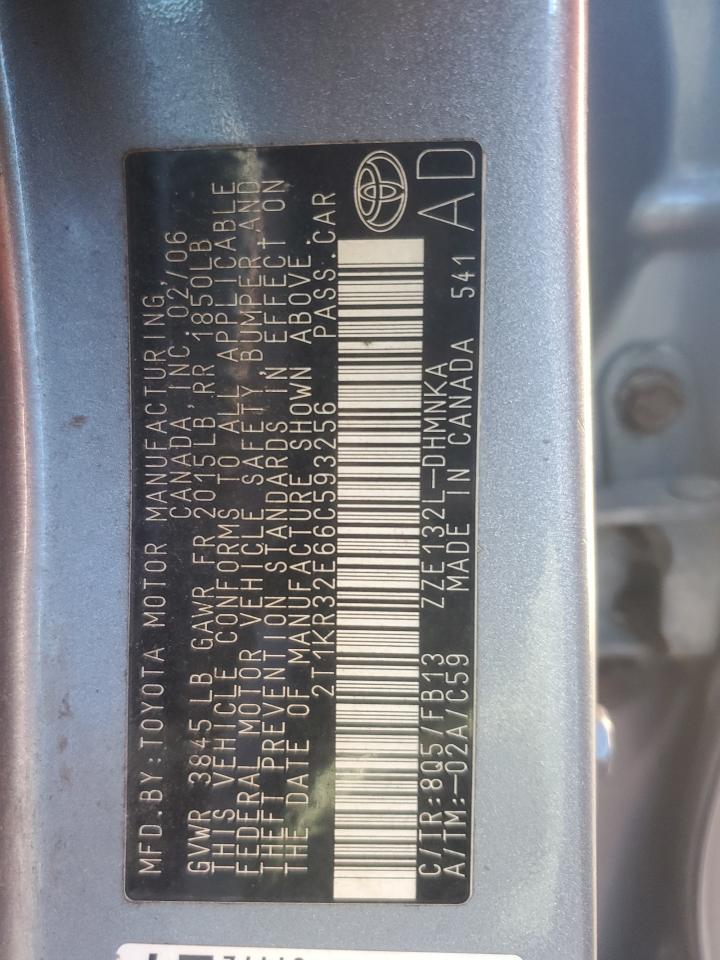 MFD.BY:TOYOTA MOTOR MANUFACTURING,
CANADA, INC. 02/06
GVWR 3845 LB GAWR FR 2015LB RR 1850LB
THIS VEHICLE CONFORMS TO ALL APPLICABLE
FEDERAL MOTOR VEHICLE SAFETY, BUMPER, AND
THEFT PREVENTION STANDARDS IN EFFECT ON
THE DATE OF MANUFACTURE SHOWN ABOVE.
2T1KR32E66C593256 PASS.CAR
C/TR:8Q5/FB13 ZZE132L-DHMNKA
A/TM:-02A/C59 MADE IN CANADA 541
AD